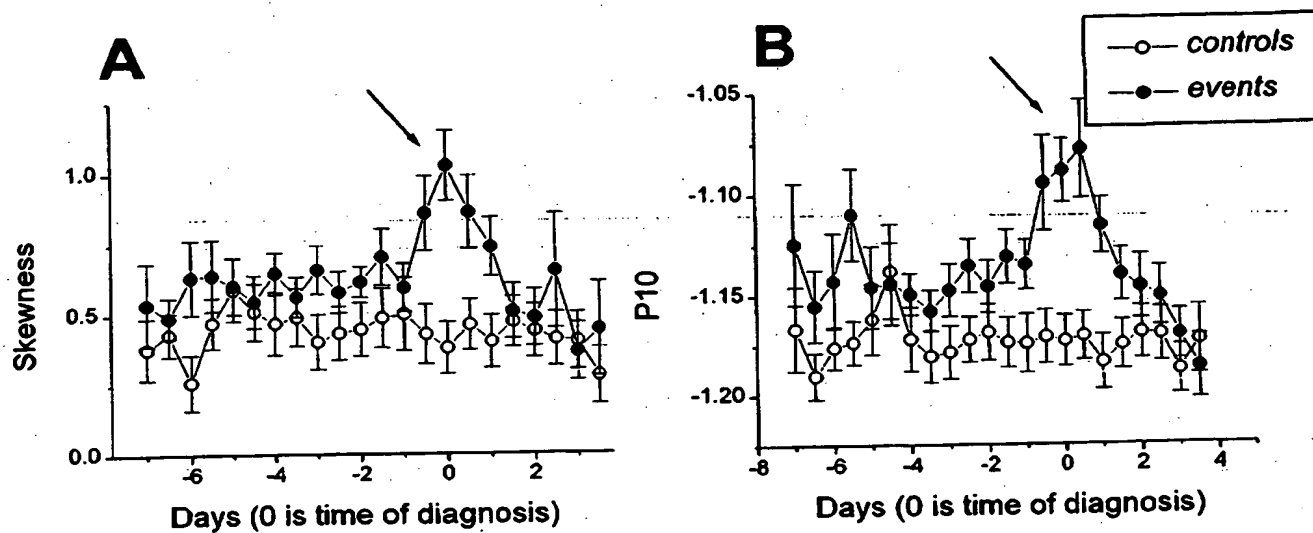 A
B
controls
events
Skewness
1.0
0.5
0.0
-6
-4
-2
0
2
Days (0 is time of diagnosis)
P10
-1.05
-1.10
-1.15
-1.20
-8
-6
-4
-2
0
2
4
Days (0 is time of diagnosis)